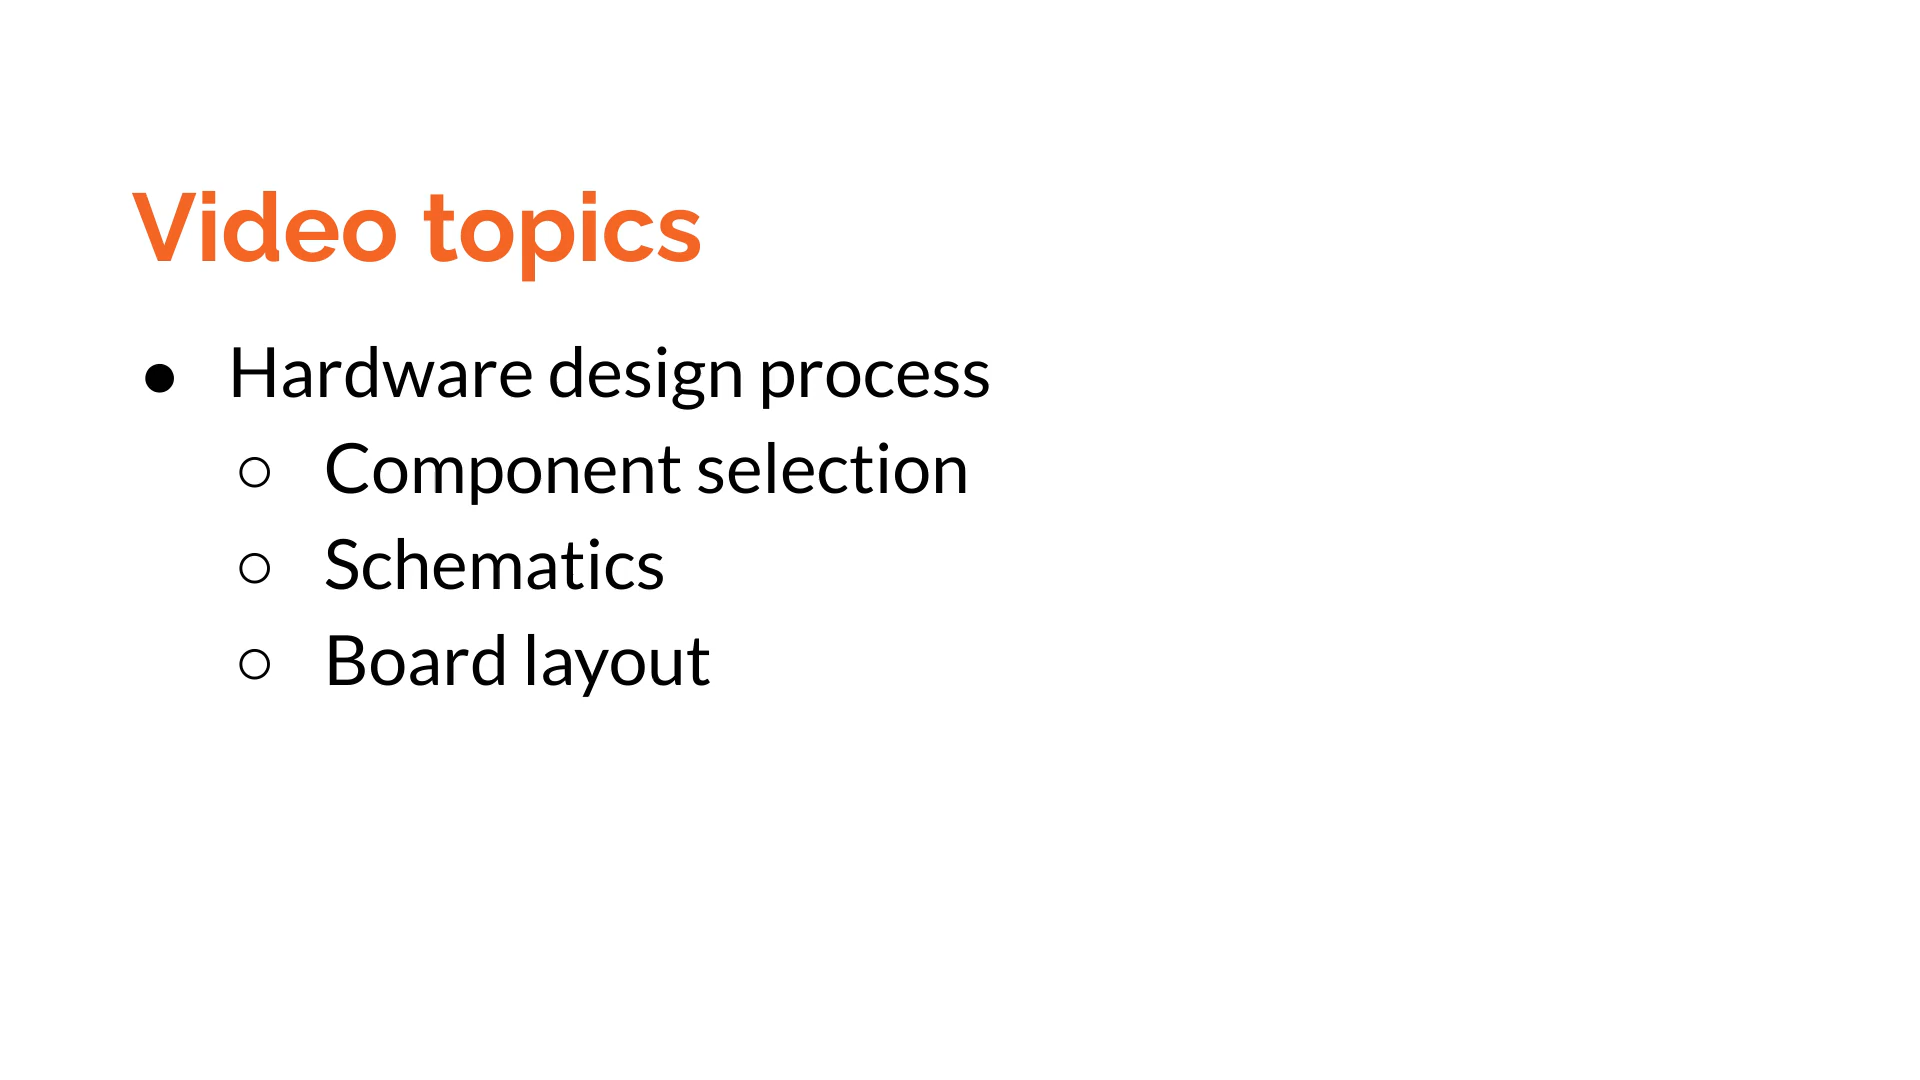 Video topics
● Hardware design process
○ Component selection
○ Schematics
○ Board layout